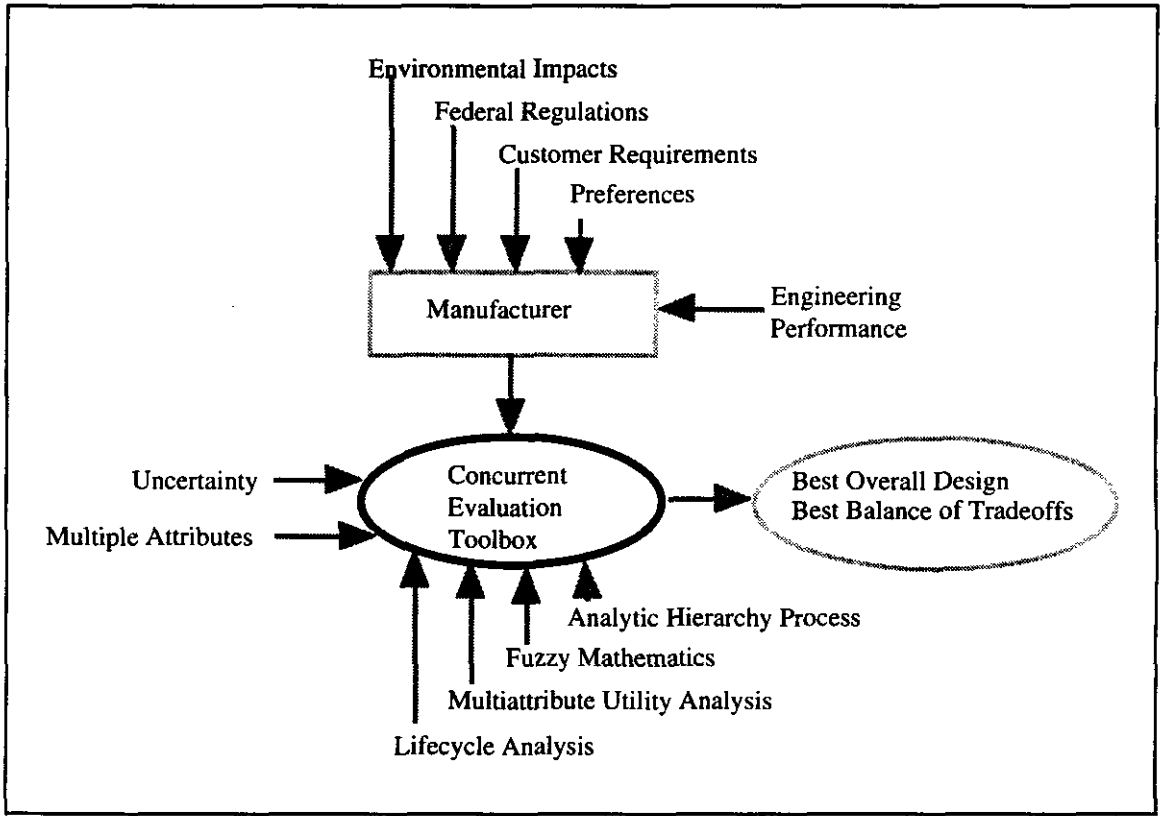 Environmental Impacts
Federal Regulations
Customer Requirements
Preferences
Manufacturer
Engineering
Performance
Uncertainty
Multiple Attributes
Concurrent
Evaluation
Toolbox
Best Overall Design
Best Balance of Tradeoffs
Analytic Hierarchy Process
Fuzzy Mathematics
Multiattribute Utility Analysis
Lifecycle Analysis